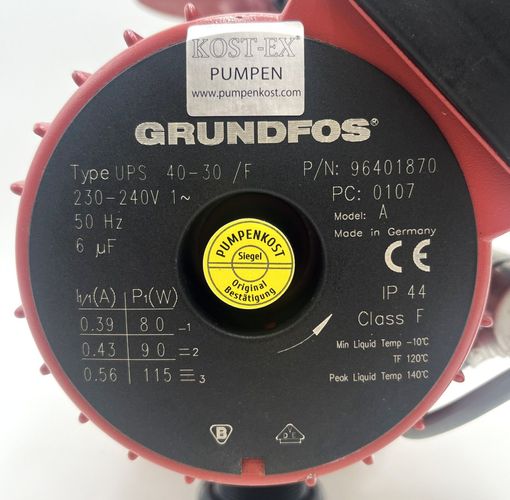 KOST-EX®
PUMPEN
www.pumpenkost.com
GRUNDFOS®
Type UPS 40-30 /F
P/N: 96401870
230-240V 1~
PC: 0107
50 Hz
Model: A
6 µF
Made in Germany
CE
PUMPENKOST
Siegel
Original
Bestätigung
I1/1(A) P1(W)
0.39 80 1
0.43 90 2
0.56 115 3
IP 44
Class F
Min Liquid Temp -10°C
TF 120°C
Peak Liquid Temp 140°C
B
VDE